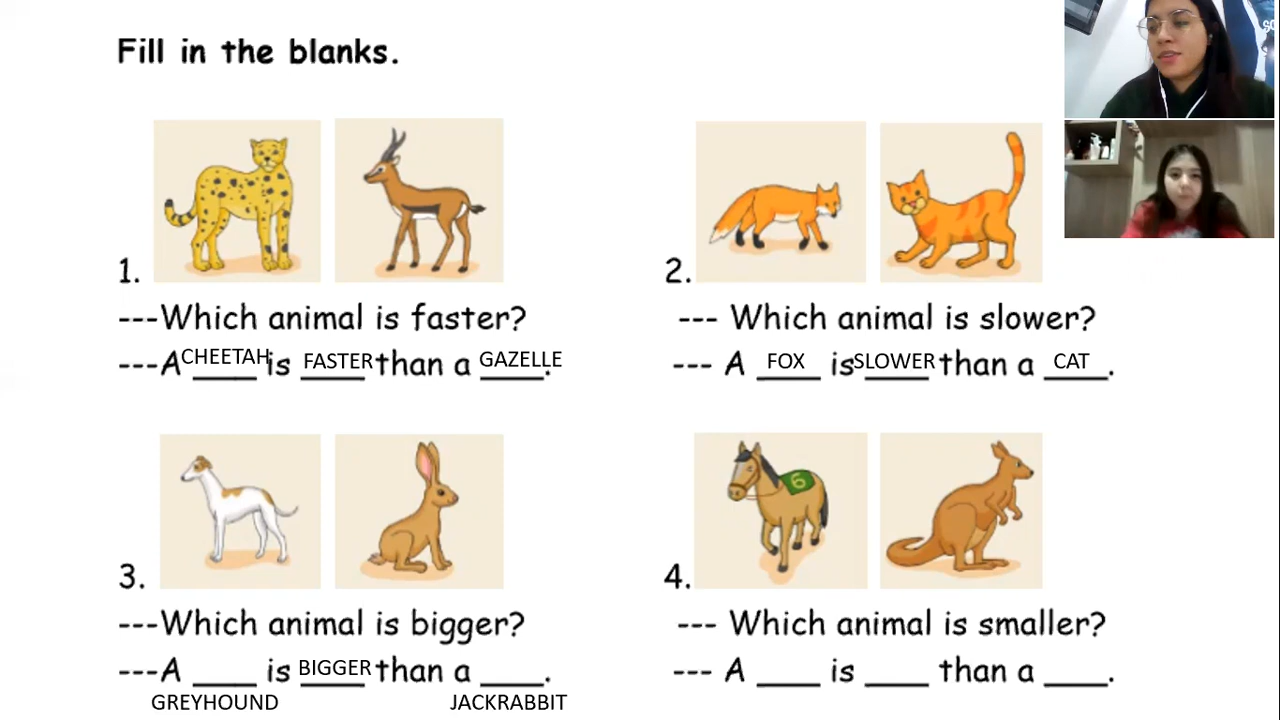 Fill in the blanks.
1.
---Which animal is faster?
---A CHEETAH is FASTER than a GAZELLE.
2.
--- Which animal is slower?
--- A FOX is SLOWER than a CAT.
3.
---Which animal is bigger?
---A ____ is BIGGER than a ____.
GREYHOUND JACKRABBIT
6
4.
--- Which animal is smaller?
--- A ____ is ____ than a ____.